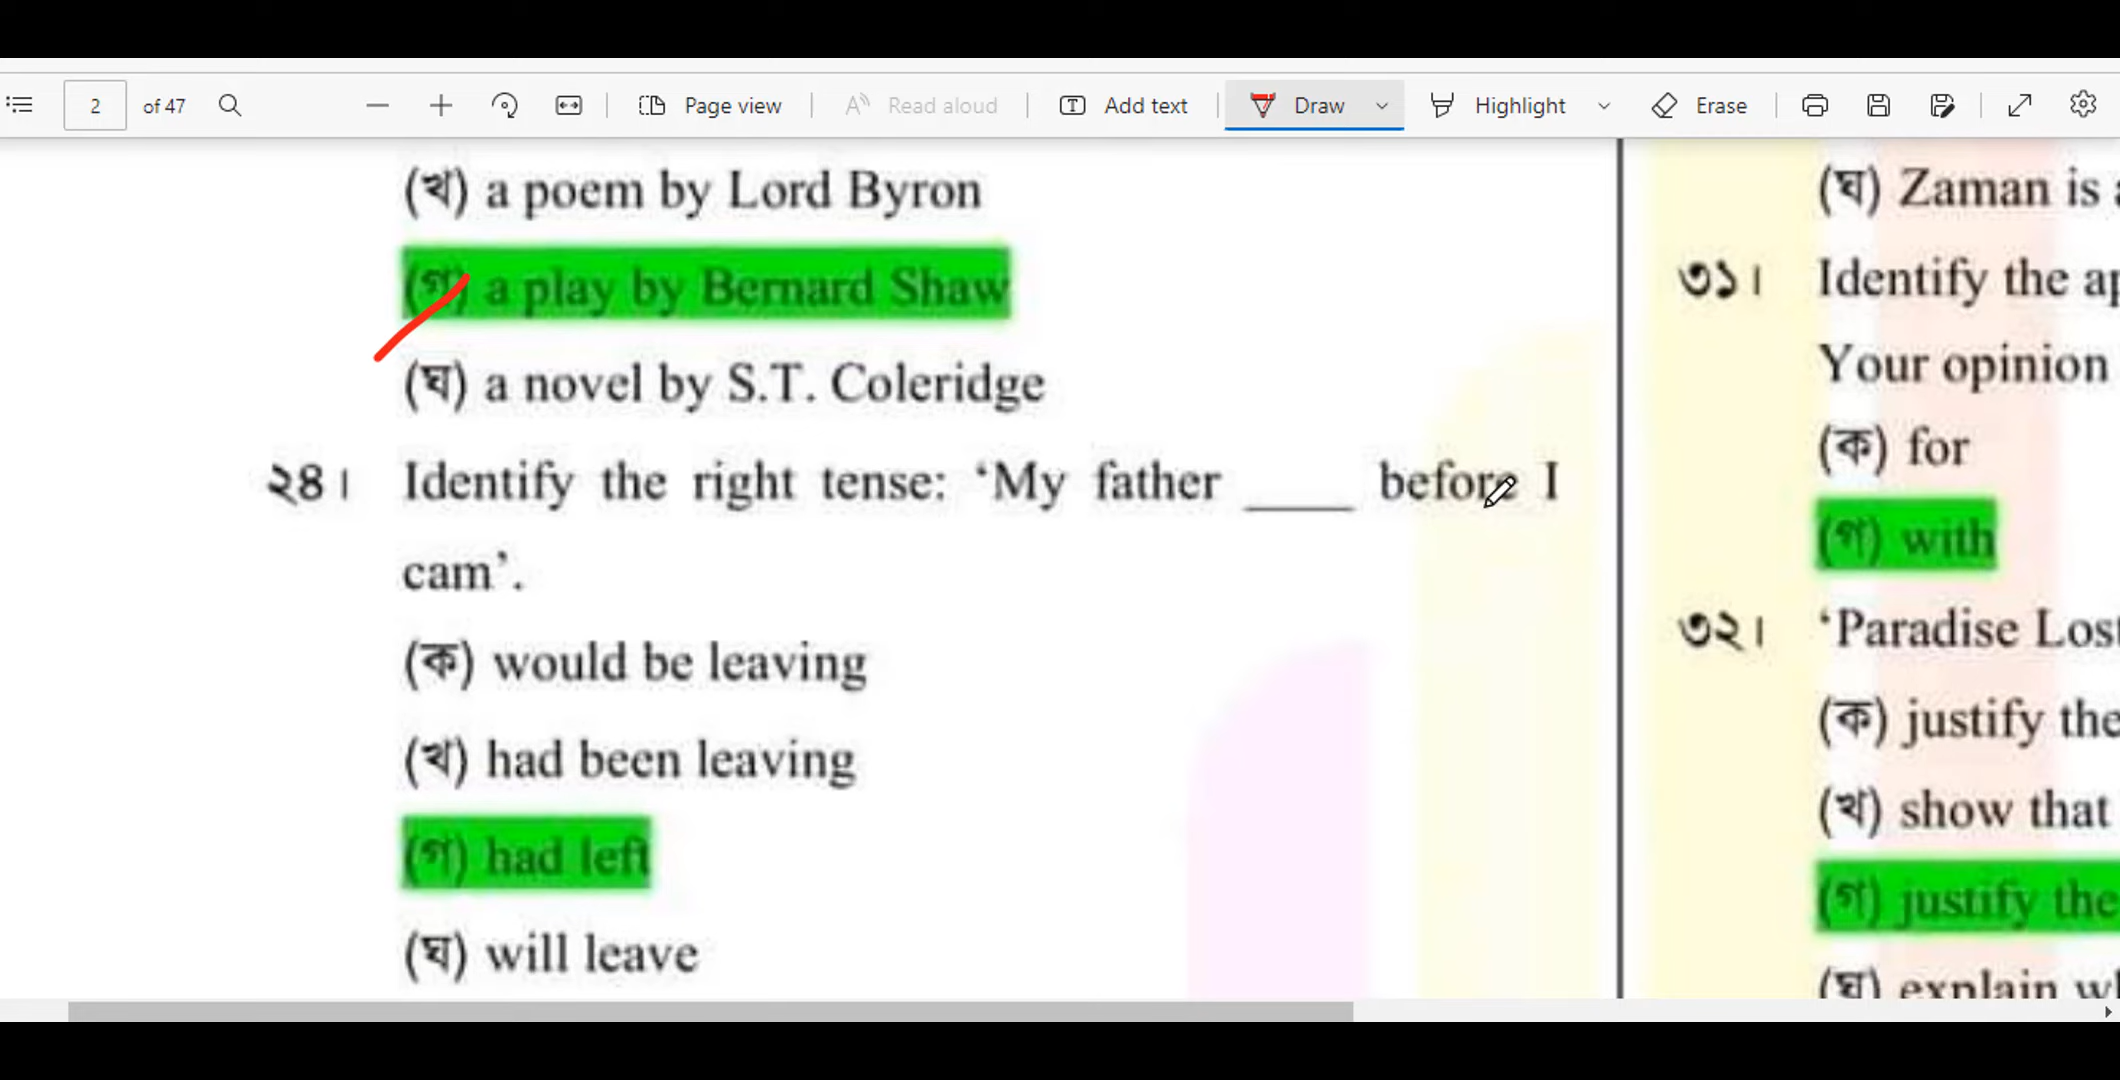 2 of 47 Page view Read aloud Add text Draw Highlight Erase
(খ) a poem by Lord Byron
(গ) a play by Bernard Shaw
(ঘ) a novel by S.T. Coleridge
২৪। Identify the right tense: ‘My father ____ before I
cam’.
(ক) would be leaving
(খ) had been leaving
(গ) had left
(ঘ) will leave
(ঘ) Zaman is
৩১। Identify the
Your opinion
(ক) for
(গ) with
৩২। ‘Paradise Lost
(ক) justify the
(খ) show that
(গ) justify the
(ঘ) explain